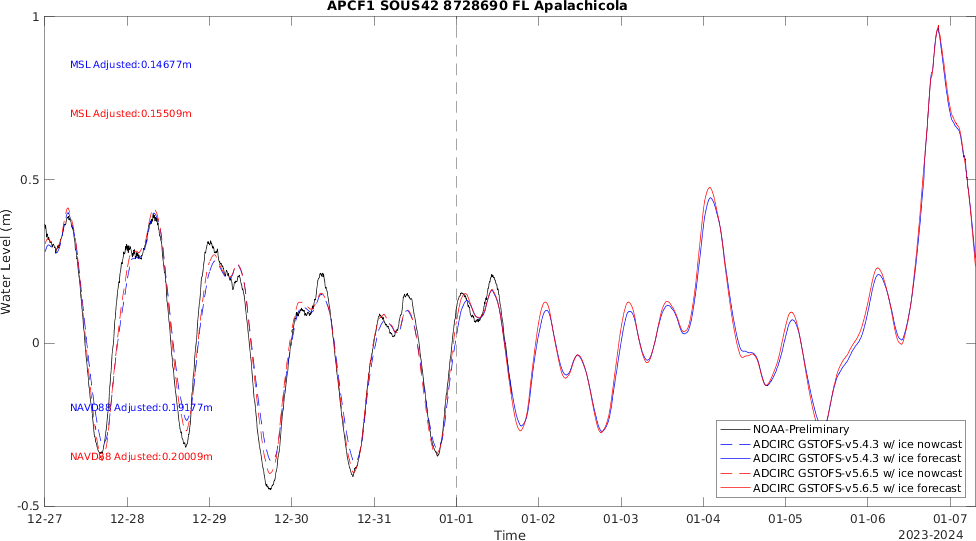 APCF1 SOUS42 8728690 FL Apalachicola
1
MSL Adjusted:0.14677m
MSL Adjusted:0.15509m
0.5
Water Level (m)
0
NAVD88 Adjusted:0.19177m
NAVD88 Adjusted:0.20009m
-0.5
NOAA-Preliminary
ADCIRC GSTOFS-v5.4.3 w/ ice nowcast
ADCIRC GSTOFS-v5.4.3 w/ ice forecast
ADCIRC GSTOFS-v5.6.5 w/ ice nowcast
ADCIRC GSTOFS-v5.6.5 w/ ice forecast
12-27 12-28 12-29 12-30 12-31 01-01 01-02 01-03 01-04 01-05 01-06 01-07
Time
2023-2024